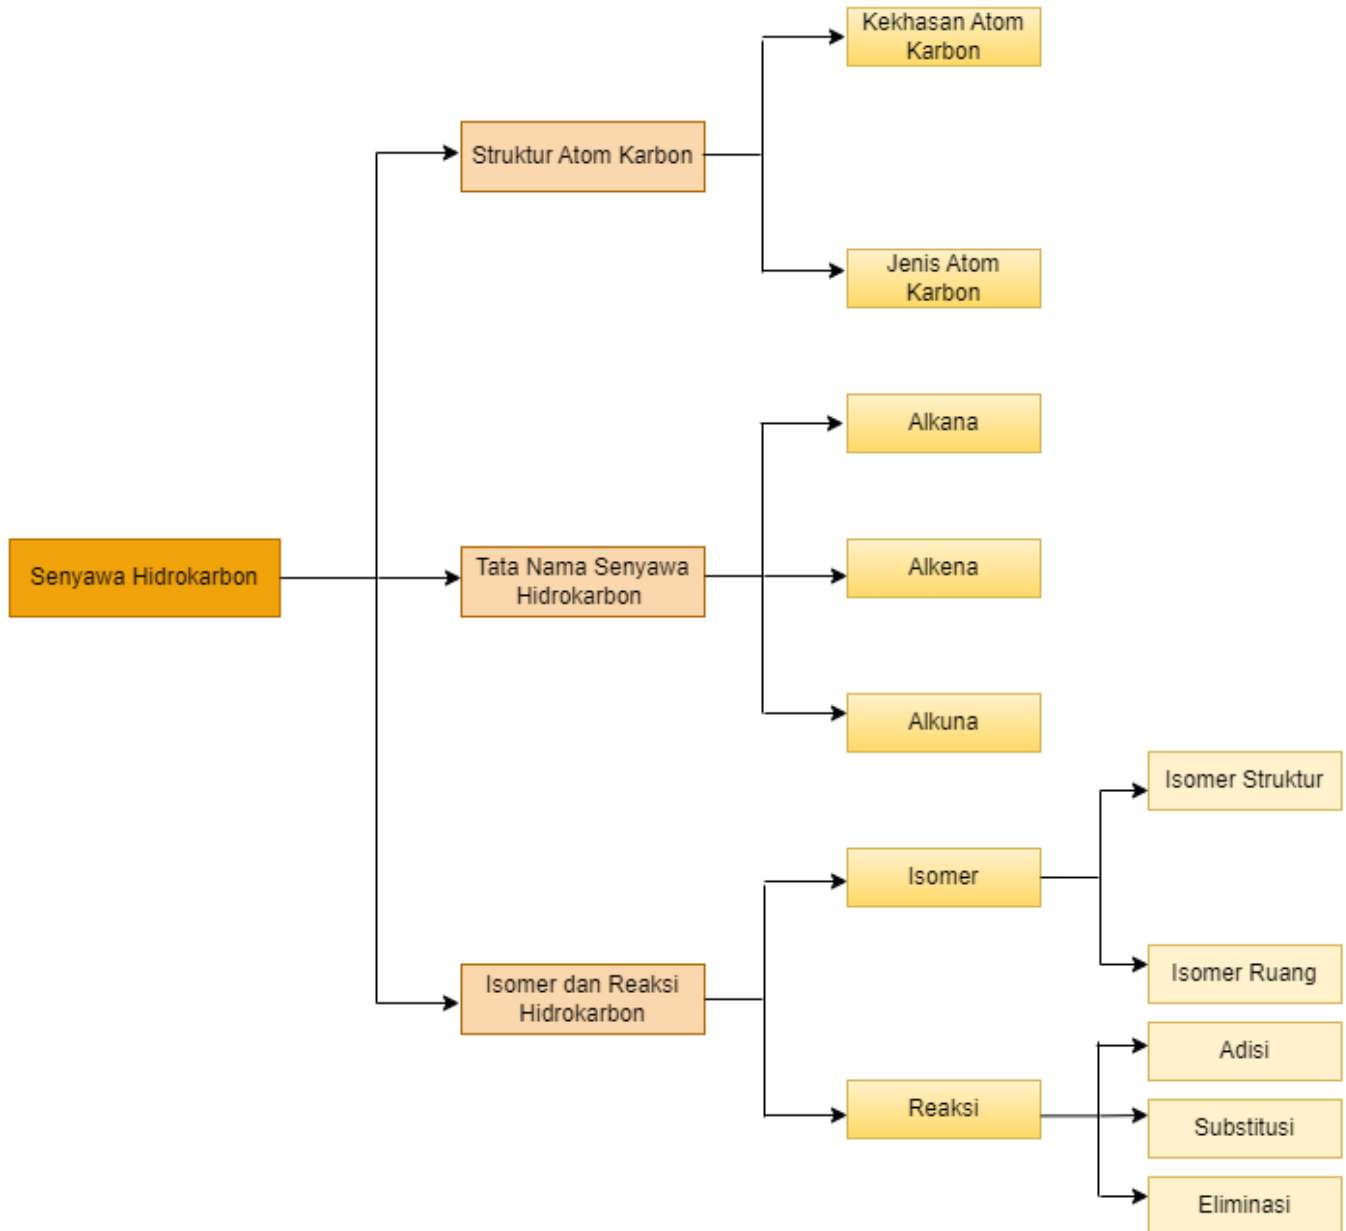 Kekhasan Atom
Karbon
Struktur Atom Karbon
Jenis Atom
Karbon
Alkana
Senyawa Hidrokarbon
Tata Nama Senyawa
Hidrokarbon
Alkena
Alkuna
Isomer Struktur
Isomer
Isomer Ruang
Isomer dan Reaksi
Hidrokarbon
Adisi
Reaksi
Substitusi
Eliminasi